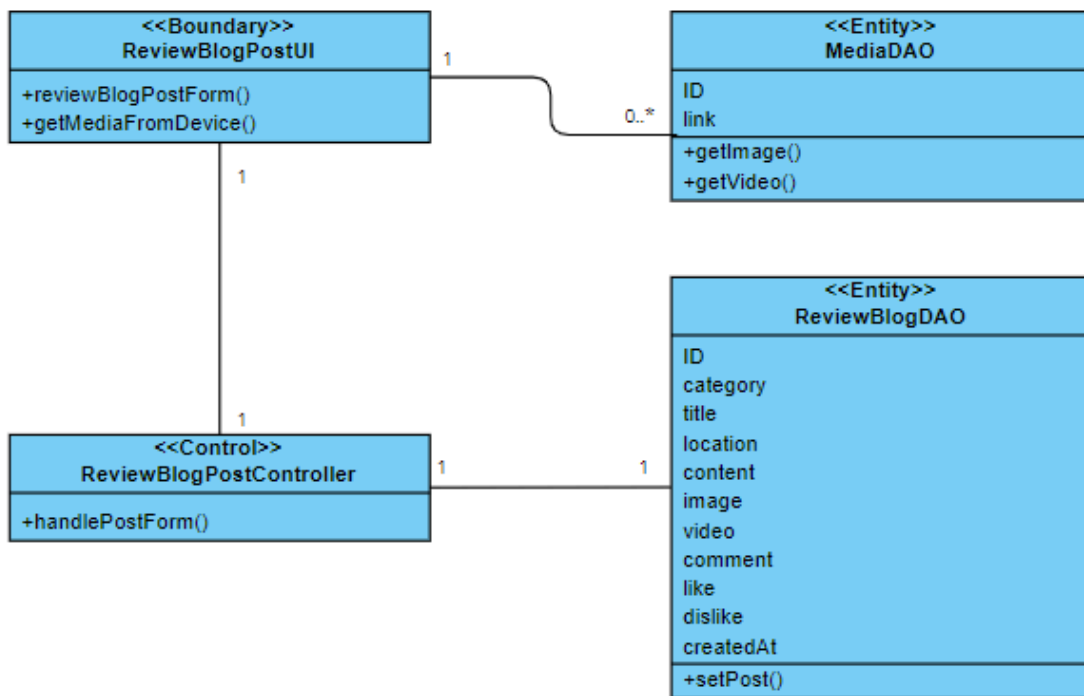 <<Boundary>>
ReviewBlogPostUI
+reviewBlogPostForm()
+getMediaFromDevice()
1
0..*
<<Entity>>
MediaDAO
ID
link
+getImage()
+getVideo()
1
1
<<Control>>
ReviewBlogPostController
+handlePostForm()
1
1
<<Entity>>
ReviewBlogDAO
ID
category
title
location
content
image
video
comment
like
dislike
createdAt
+setPost()